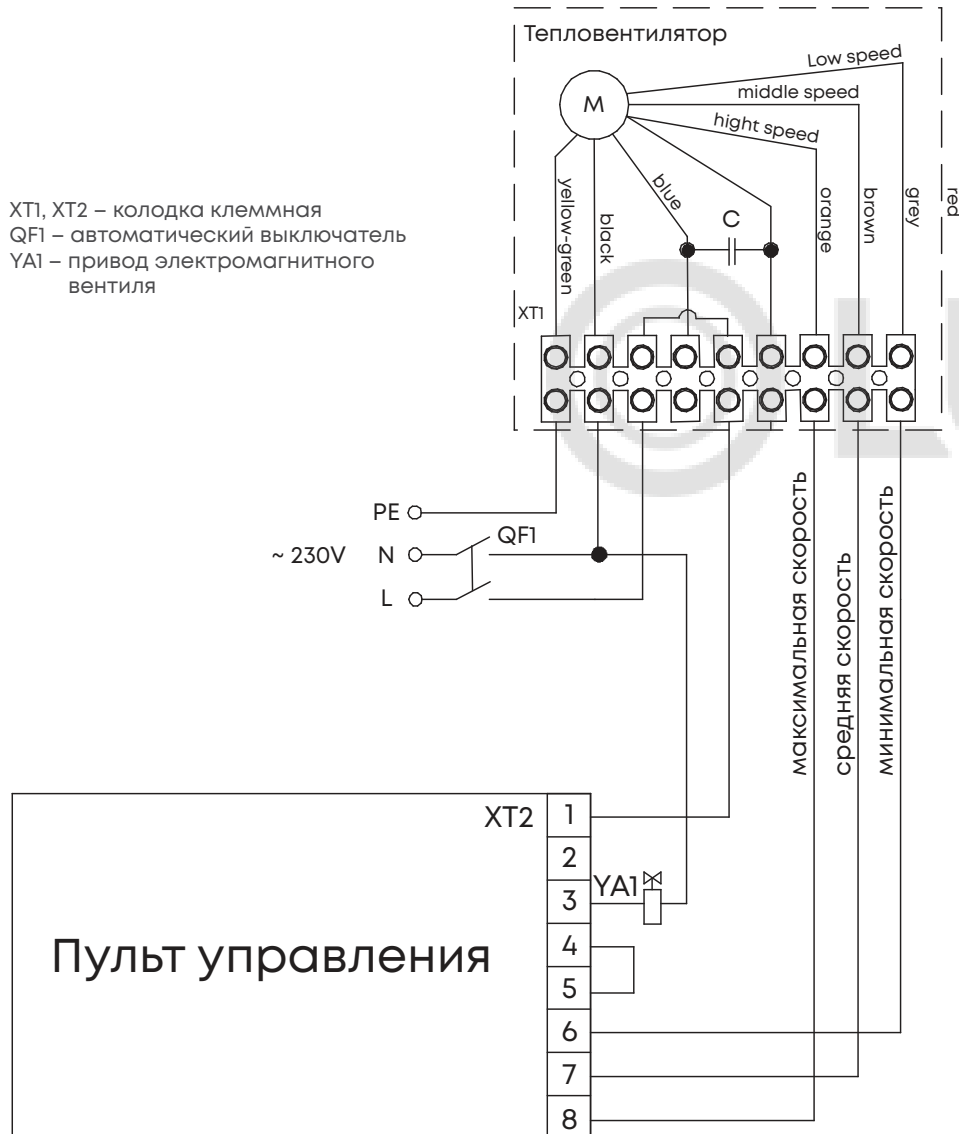 Тепловентилятор
M
Low speed
middle speed
hight speed
yellow-green
black
blue
C
orange
brown
grey
red
XT1, XT2 – колодка клеммная
QF1 – автоматический выключатель
YA1 – привод электромагнитного
вентиля
XT1
PE
~ 230V N
L
QF1
максимальная скорость
средняя скорость
минимальная скорость
XT2
1
2
3
4
5
6
7
8
YA1
Пульт управления